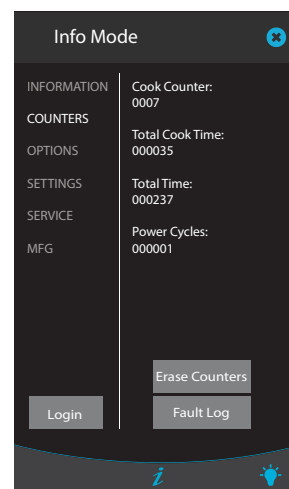 Info Mode
INFORMATION
COUNTERS
OPTIONS
SETTINGS
SERVICE
MFG
Cook Counter:
0007
Total Cook Time:
000035
Total Time:
000237
Power Cycles:
000001
Erase Counters
Login
Fault Log
i